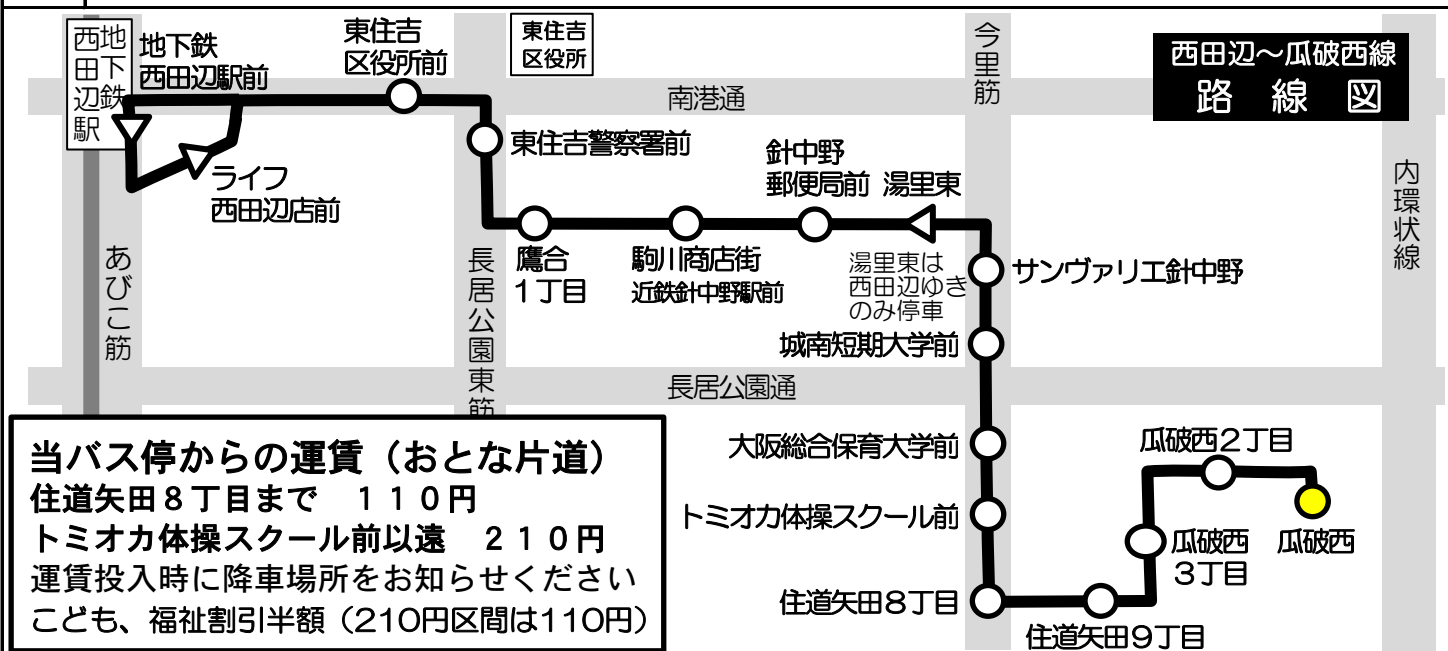 地下鉄
西田辺駅
地下鉄
西田辺駅前
東住吉
区役所前
東住吉
区役所
今里筋
西田辺～瓜破西線
路線図
南港通
東住吉警察署前
針中野
郵便局前
湯里東
ライフ
西田辺店前
内環状線
あびこ筋
長居公園東筋
鷹合
１丁目
駒川商店街
近鉄針中野駅前
湯里東は
西田辺ゆき
のみ停車
サンヴァリエ針中野
城南短期大学前
長居公園通
大阪総合保育大学前
瓜破西２丁目
トミオカ体操スクール前
瓜破西
３丁目
瓜破西
住道矢田８丁目
住道矢田９丁目
当バス停からの運賃（おとな片道）
住道矢田８丁目まで　１１０円
トミオカ体操スクール前以遠　２１０円
運賃投入時に降車場所をお知らせください
こども、福祉割引半額（210円区間は110円）